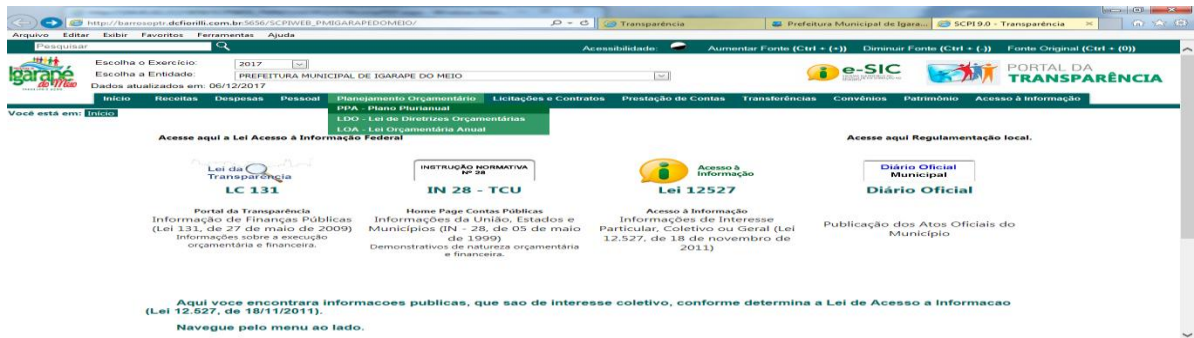 http://barrosoptr.dcfiorilli.com.br:5656/SCPIWEB_PMIGARAPEDOMEIO/
Transparência
Prefeitura Municipal de Igara...
SCPI 9.0 - Transparência
Arquivo Editar Exibir Favoritos Ferramentas Ajuda
Pesquisar
Acessibilidade: Aumentar Fonte (Ctrl + (+)) Diminuir Fonte (Ctrl + (-)) Fonte Original (Ctrl + (0))
Igarapé do Meio
Escolha o Exercício: 2017
Escolha a Entidade: PREFEITURA MUNICIPAL DE IGARAPE DO MEIO
Dados atualizados em: 06/12/2017
e-SIC
PORTAL DA
TRANSPARÊNCIA
Início Receitas Despesas Pessoal Planejamento Orçamentário Licitações e Contratos Prestação de Contas Transferências Convênios Patrimônio Acesso à Informação
PPA - Plano Plurianual
LDO - Lei de Diretrizes Orçamentárias
LOA - Lei Orçamentária Anual
Você está em: Início
Acesse aqui a Lei Acesso à Informação Federal
Acesse aqui Regulamentação local.
Lei da
Transparência
LC 131
Portal da Transparência
Informação de Finanças Públicas
(Lei 131, de 27 de maio de 2009)
Informações sobre a execução
orçamentária e financeira.
INSTRUÇÃO NORMATIVA
Nº 28
IN 28 - TCU
Home Page Contas Públicas
Informações da União, Estados e
Municípios (IN - 28, de 05 de maio
de 1999)
Demonstrativos de natureza orçamentária
e financeira.
Acesso à
Informação
Lei 12527
Acesso à Informação
Informações de Interesse
Particular, Coletivo ou Geral (Lei
12.527, de 18 de novembro de
2011)
Diário Oficial
Municipal
Diário Oficial
Publicação dos Atos Oficiais do
Município
Aqui voce encontrara informacoes publicas, que sao de interesse coletivo, conforme determina a Lei de Acesso a Informacao
(Lei 12.527, de 18/11/2011).
Navegue pelo menu ao lado.